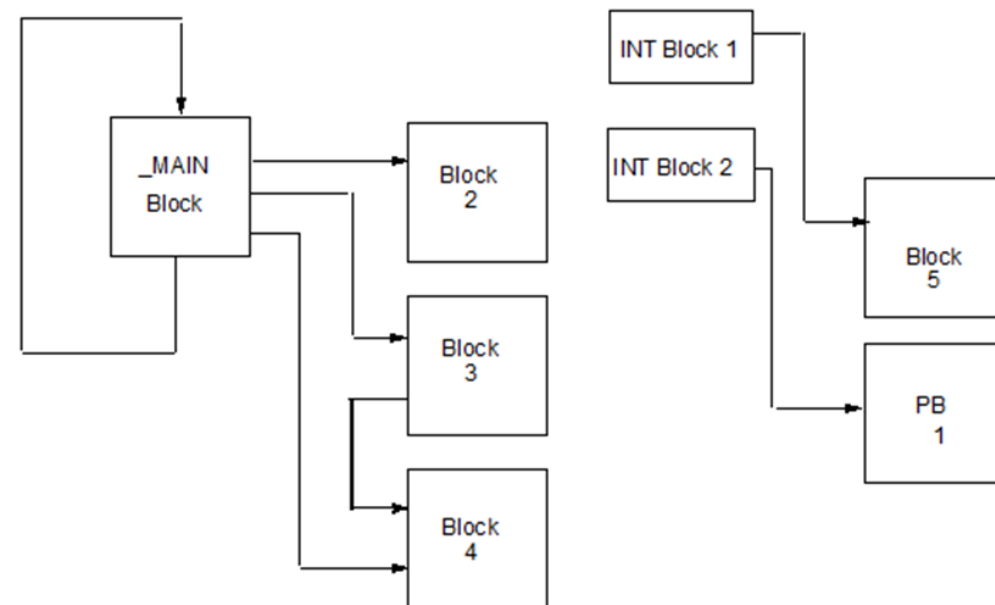 _MAIN
Block
Block
2
Block
3
Block
4
INT Block 1
INT Block 2
Block
5
PB
1